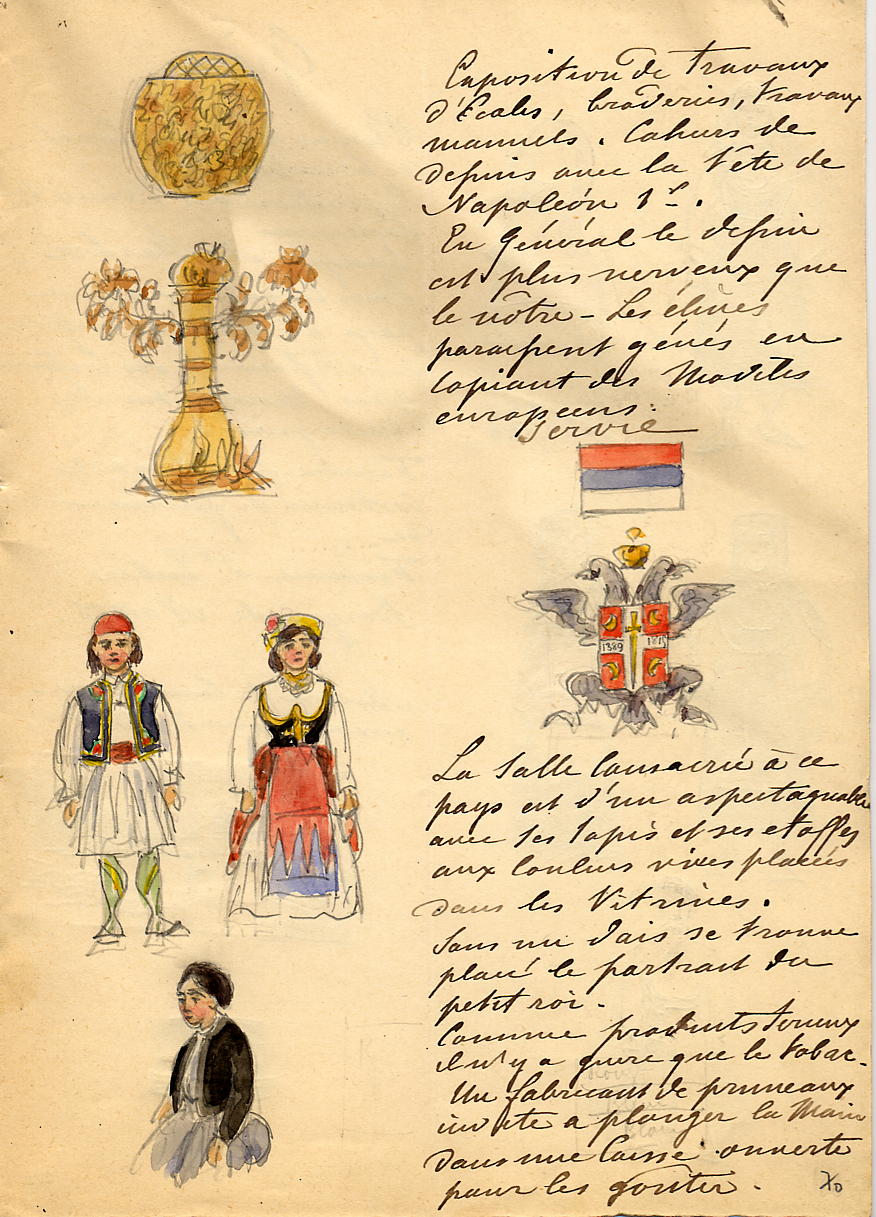 Exposition de travaux
d'Ecoles, broderies, travaux
manuels. Cahiers de
dessins avec la Tête de
Napoléon 1er.
En général le dessin
est plus nerveux que
le nôtre - Les élèves
paraissent gênés en
copiant des Modèles
européens.
Servie
1389 1815
La Salle Consacrée à ce
pays est d'un aspect agréable
avec ses tapis et ses etoffes
aux Couleurs vives placées
dans les Vitrines.
Sous un dais se trouve
placé le portrait du
petit roi.
Comme produits
il n'y a guère que le tabac.
Un fabricant de pruneaux
invite a plonger la Main
dans une Caisse ouverte
pour les goûter.